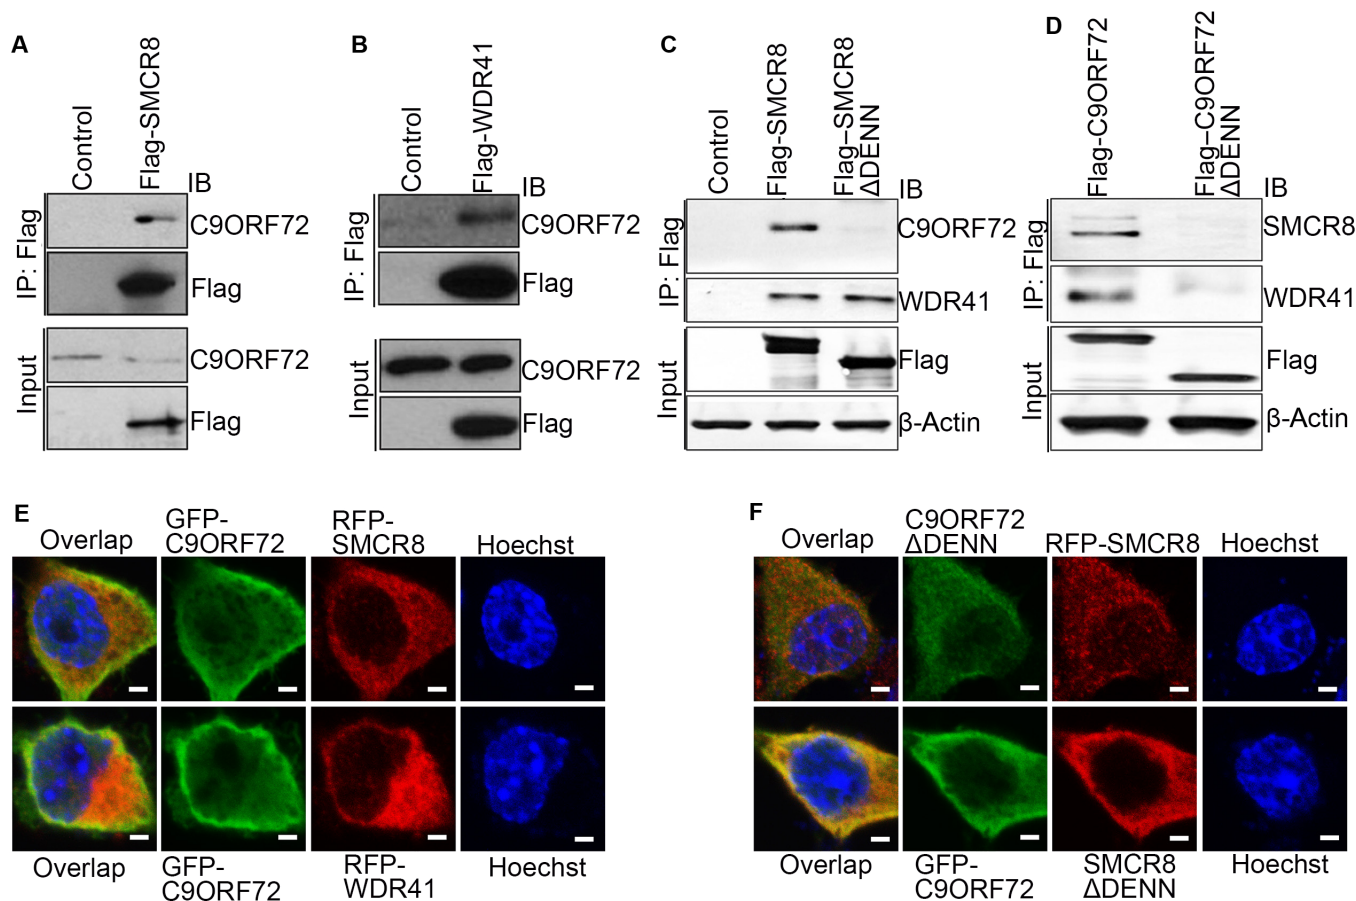 A
Control
Flag-SMCR8
IB
IP: Flag
C9ORF72
Flag
Input
C9ORF72
Flag
B
Control
Flag-WDR41
IB
IP: Flag
C9ORF72
Flag
Input
C9ORF72
Flag
C
Control
Flag-SMCR8
Flag–SMCR8
ΔDENN
IB
IP: Flag
C9ORF72
WDR41
Input
Flag
β-Actin
D
Flag-C9ORF72
Flag–C9ORF72
ΔDENN
IB
IP: Flag
SMCR8
WDR41
Input
Flag
β-Actin
E
Overlap
GFP-
C9ORF72
RFP-
SMCR8
Hoechst
Overlap
GFP-
C9ORF72
RFP-
WDR41
Hoechst
F
Overlap
C9ORF72
ΔDENN
RFP-SMCR8
Hoechst
Overlap
GFP-
C9ORF72
SMCR8
ΔDENN
Hoechst